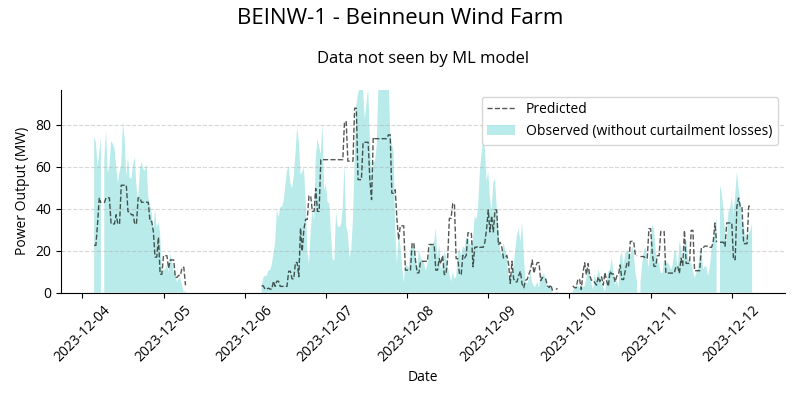 BEINW-1 - Beinneun Wind Farm
Data not seen by ML model
Predicted
Observed (without curtailment losses)
Power Output (MW)
80
60
40
20
0
2023-12-04
2023-12-05
2023-12-06
2023-12-07
2023-12-08
2023-12-09
2023-12-10
2023-12-11
2023-12-12
Date